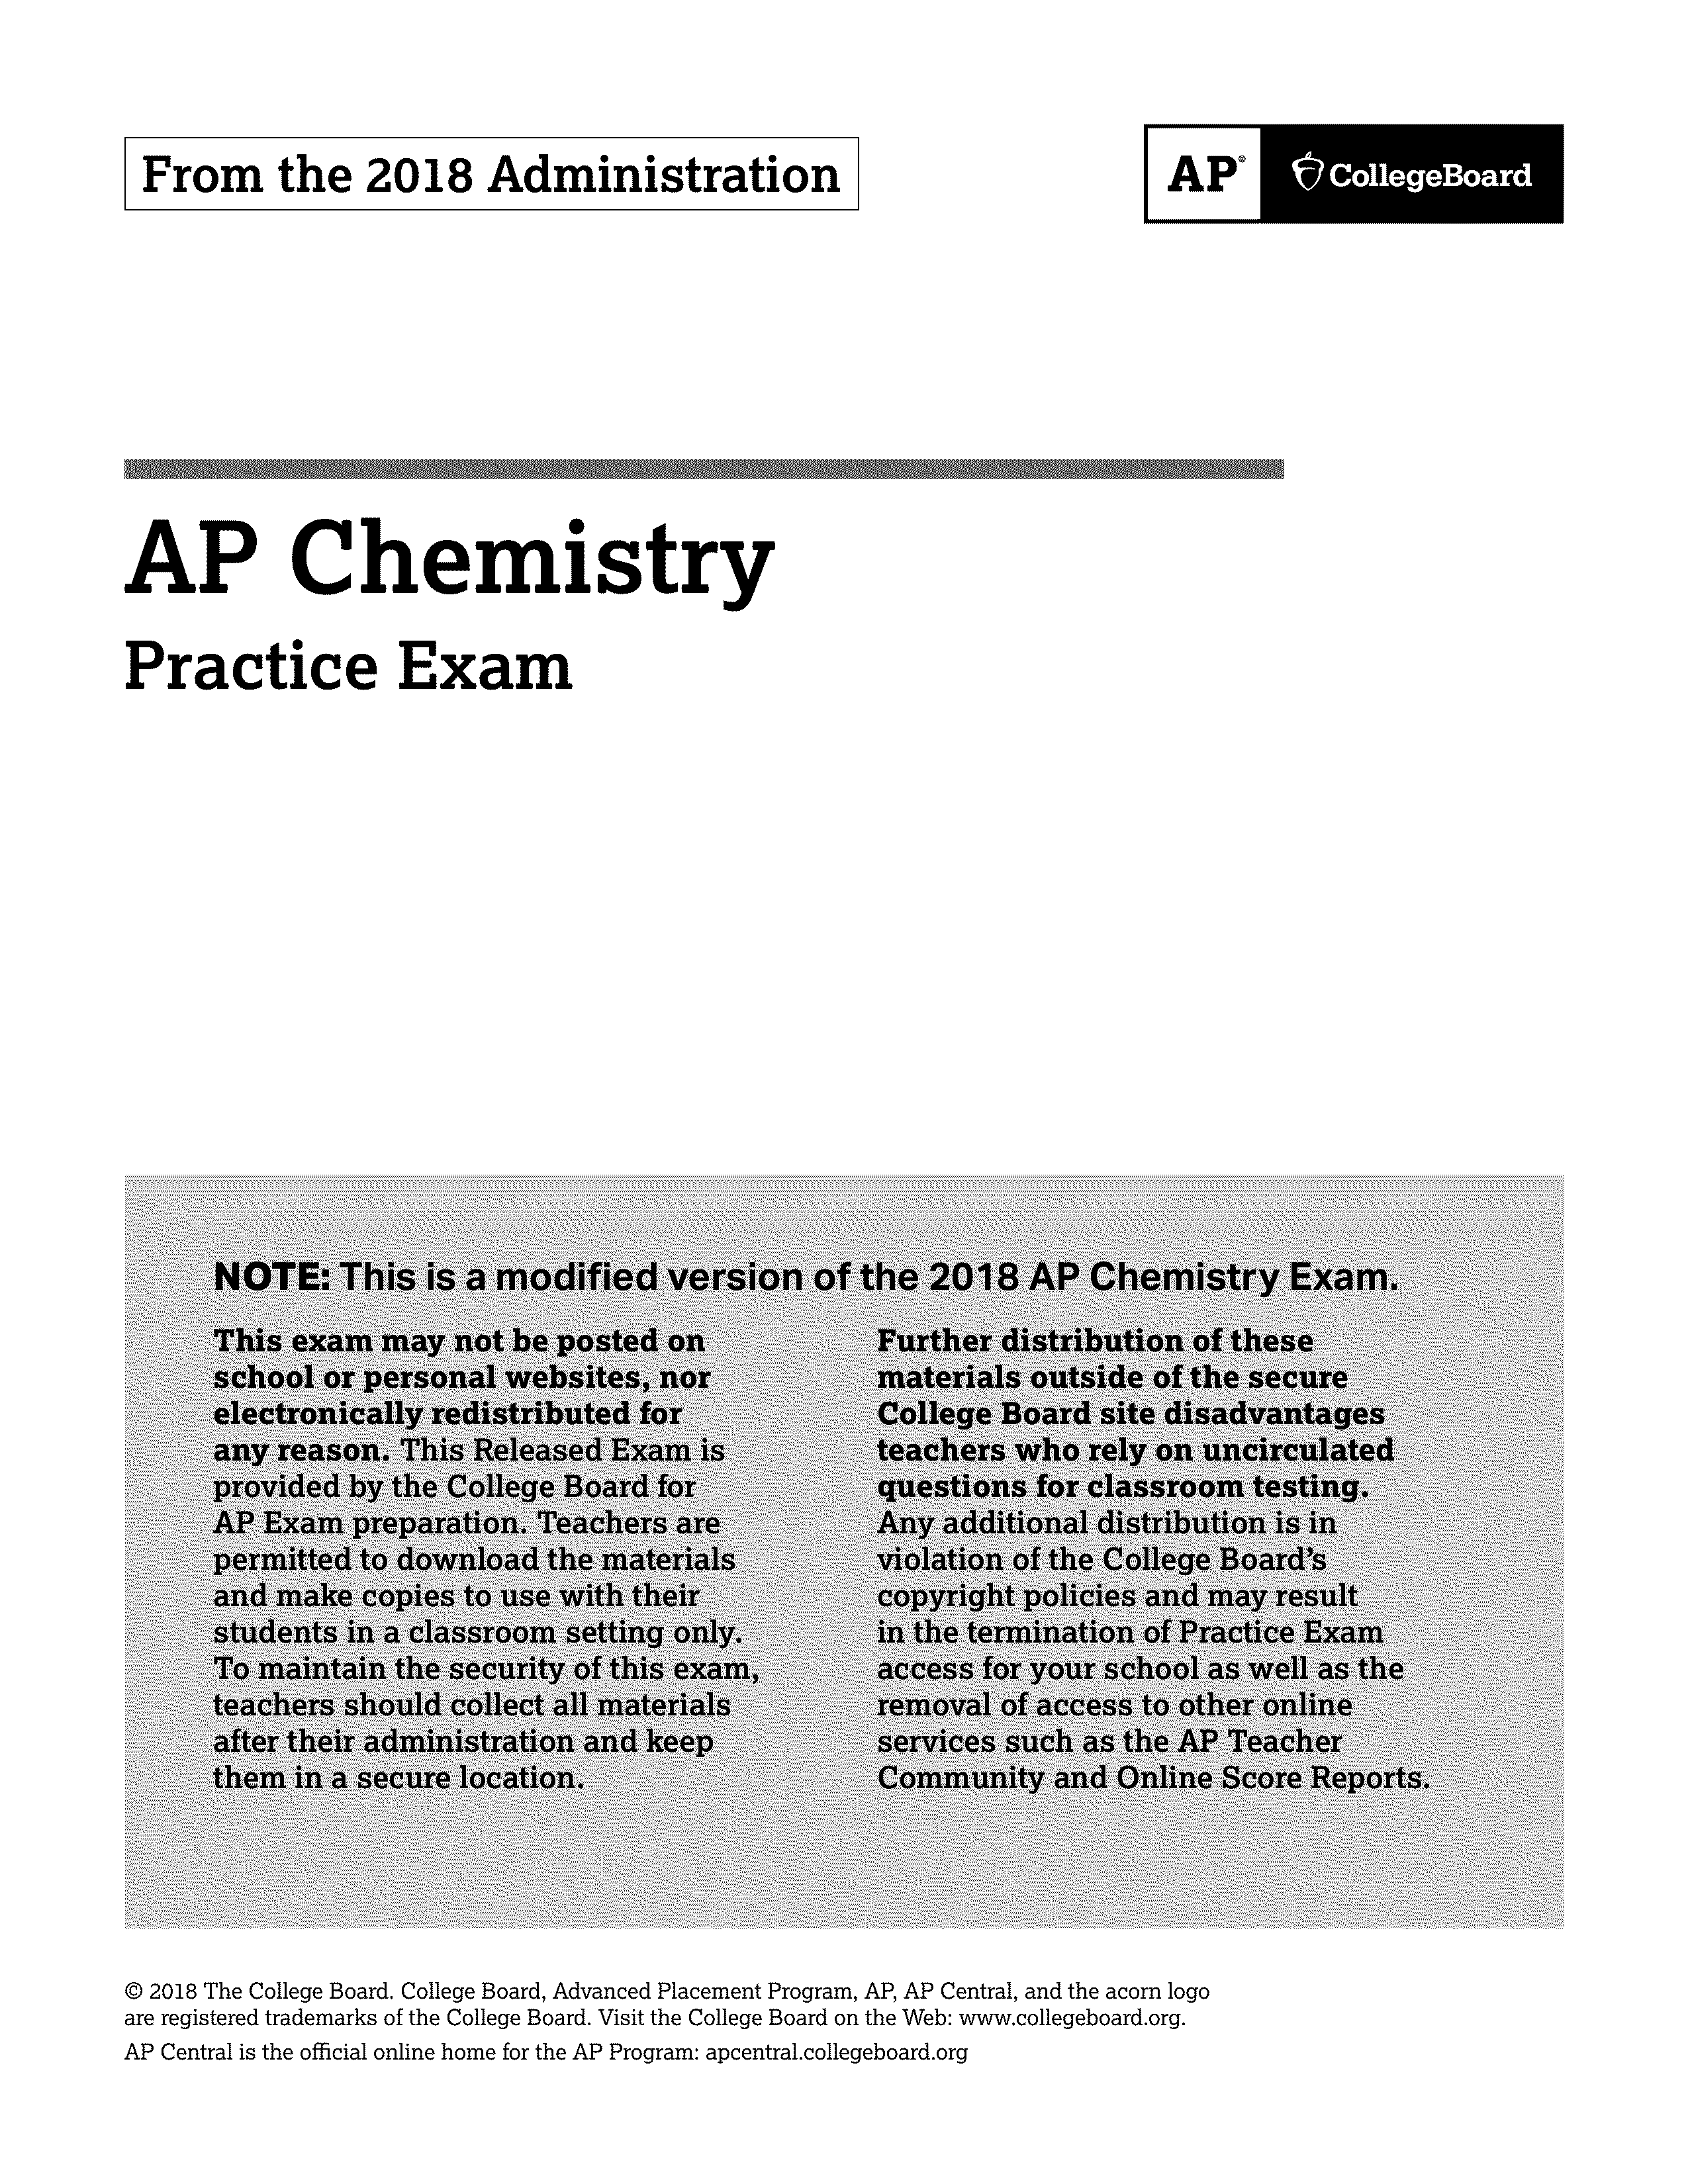 From the 2018 Administration
AP® CollegeBoard
AP Chemistry
Practice Exam
NOTE: This is a modified version of the 2018 AP Chemistry Exam.
This exam may not be posted on
school or personal websites, nor
electronically redistributed for
any reason. This Released Exam is
provided by the College Board for
AP Exam preparation. Teachers are
permitted to download the materials
and make copies to use with their
students in a classroom setting only.
To maintain the security of this exam,
teachers should collect all materials
after their administration and keep
them in a secure location.
Further distribution of these
materials outside of the secure
College Board site disadvantages
teachers who rely on uncirculated
questions for classroom testing.
Any additional distribution is in
violation of the College Board’s
copyright policies and may result
in the termination of Practice Exam
access for your school as well as the
removal of access to other online
services such as the AP Teacher
Community and Online Score Reports.
© 2018 The College Board. College Board, Advanced Placement Program, AP, AP Central, and the acorn logo
are registered trademarks of the College Board. Visit the College Board on the Web: www.collegeboard.org.
AP Central is the official online home for the AP Program: apcentral.collegeboard.org